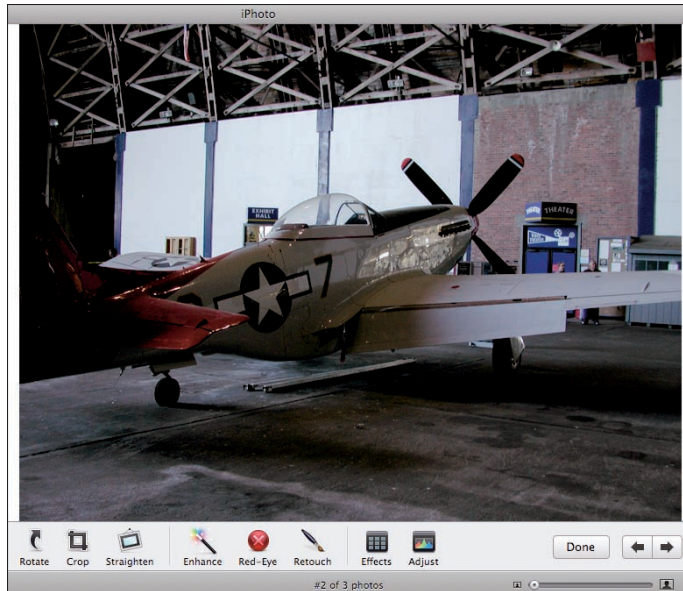 iPhoto
EXHIBIT
HALL
THEATER
7
Rotate
Crop
Straighten
Enhance
Red-Eye
Retouch
Effects
Adjust
Done
#2 of 3 photos